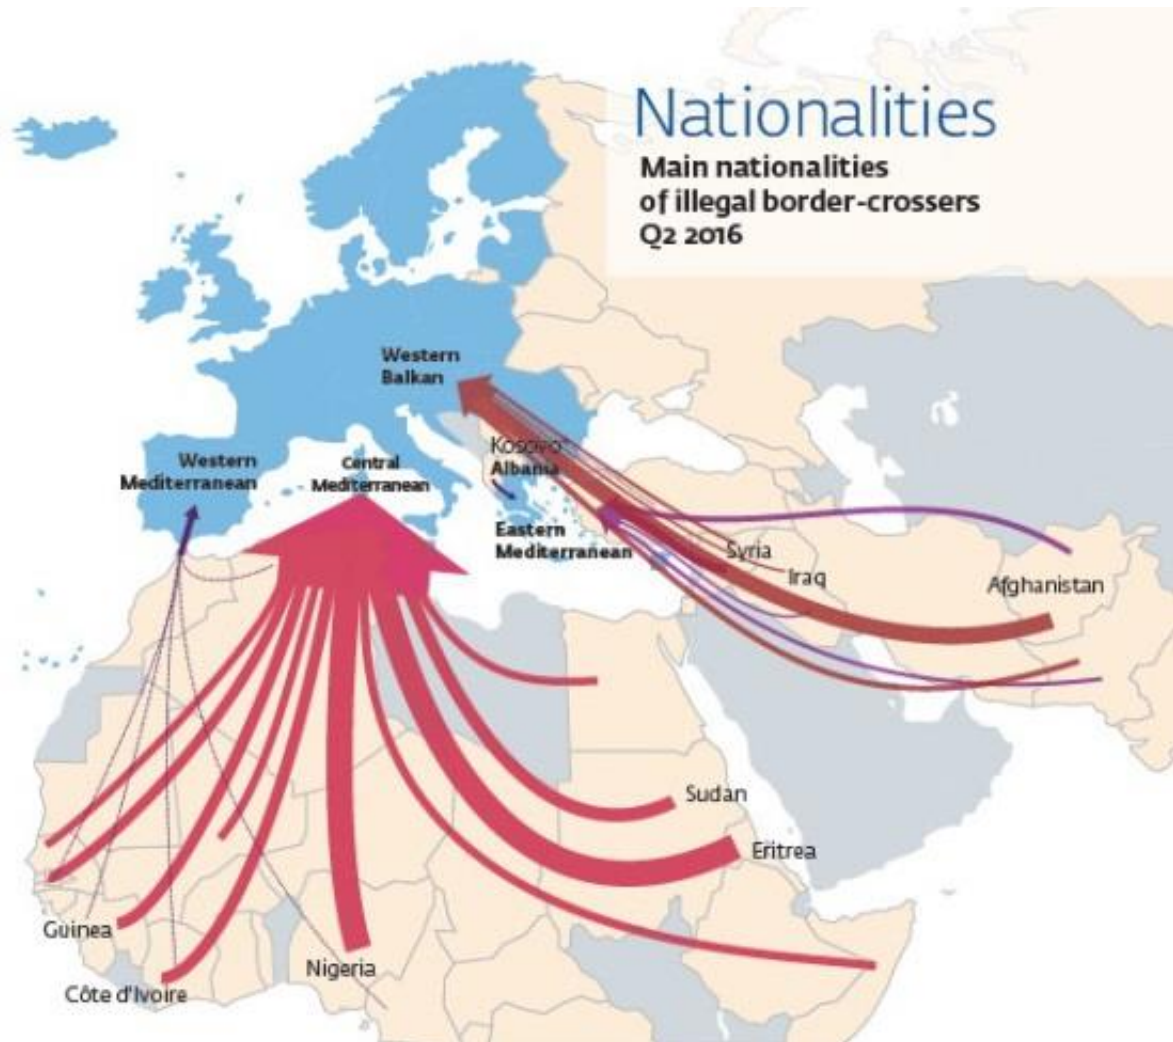 Nationalities
Main nationalities
of illegal border-crossers
Q2 2016
Western
Balkan
Kosovo*
Albania
Western
Mediterranean
Central
Mediterranean
Eastern
Mediterranean
Syria
Iraq
Afghanistan
Sudan
Eritrea
Guinea
Nigeria
Côte d'Ivoire